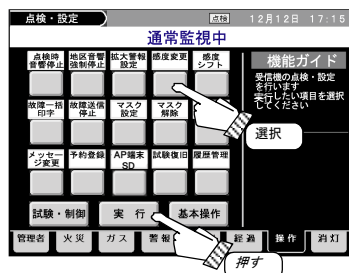 点検・設定 点検 12月12日 17:15
通常監視中
点検時音響停止 地区音響強制停止 拡大警報設定 感度変更 感度シフト
故障一括印字 故障送信停止 マスク設定 マスク解除
メッセージ変更 予約登録 AP端末SD 試験復旧 履歴管理
試験・制御 実行 基本操作
機能ガイド
受信機の点検・設定
を行います
実行したい項目を選択
してください
選択
管理者 火災 ガス 警報 経過 操作 消灯
押す